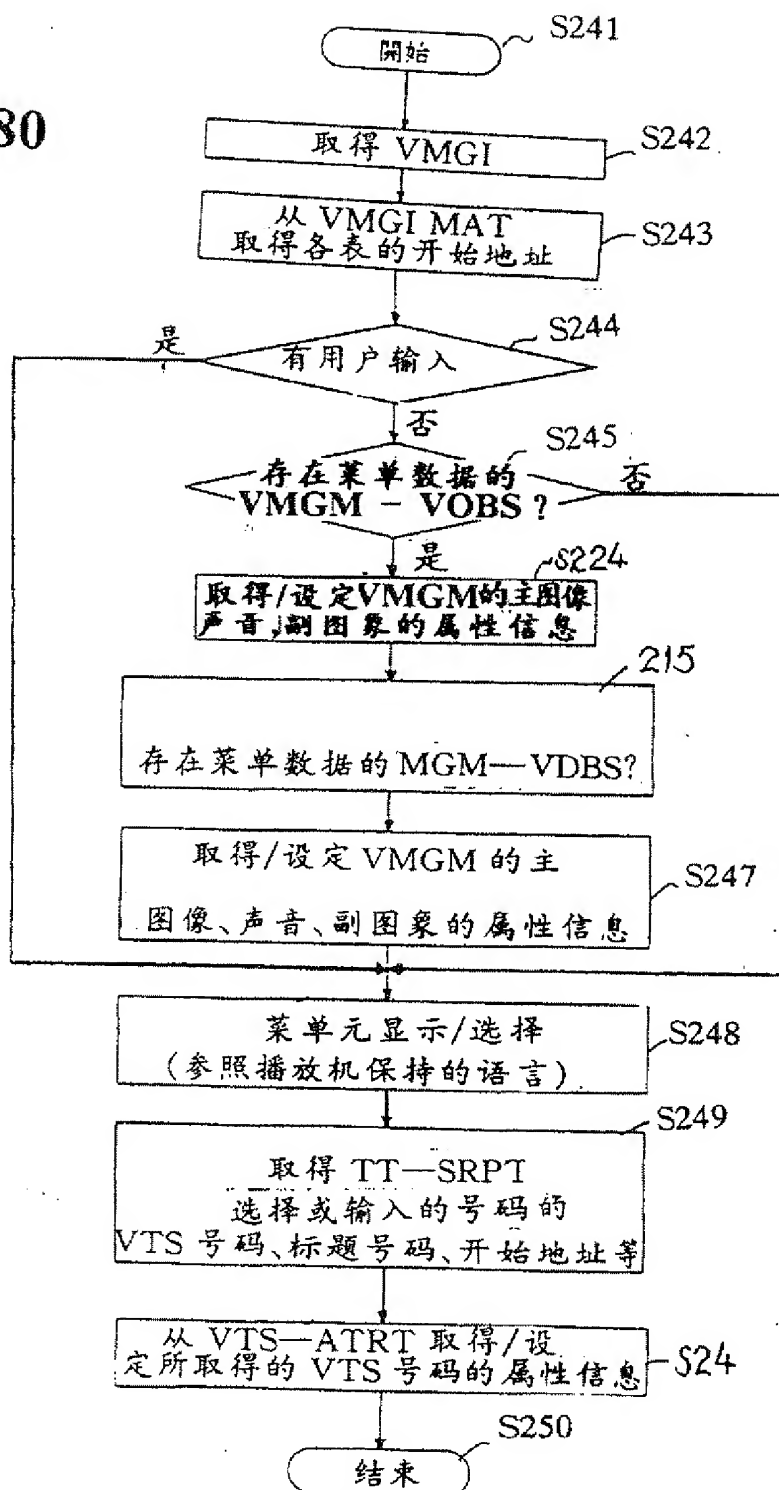 開始
S241
80
取得 VMGI
S242
从 VMGI MAT
取得各表的开始地址
S243
S244
是
有用户输入
否
S245
存在菜单数据的
VMGM - VOBS ?
否
是
S224
取得/设定VMGM的主图像
声音,副图象的属性信息
215
存在菜单数据的MGM—VDBS?
取得/设定 VMGM 的主
图像、声音、副图象的属性信息
S247
菜单元显示/选择
(参照播放机保持的语言)
S248
S249
取得 TT—SRPT
选择或输入的号码的
VTS 号码、标题号码、开始地址等
从 VTS—ATRT 取得/设
定所取得的 VTS 号码的属性信息
S24
S250
结束